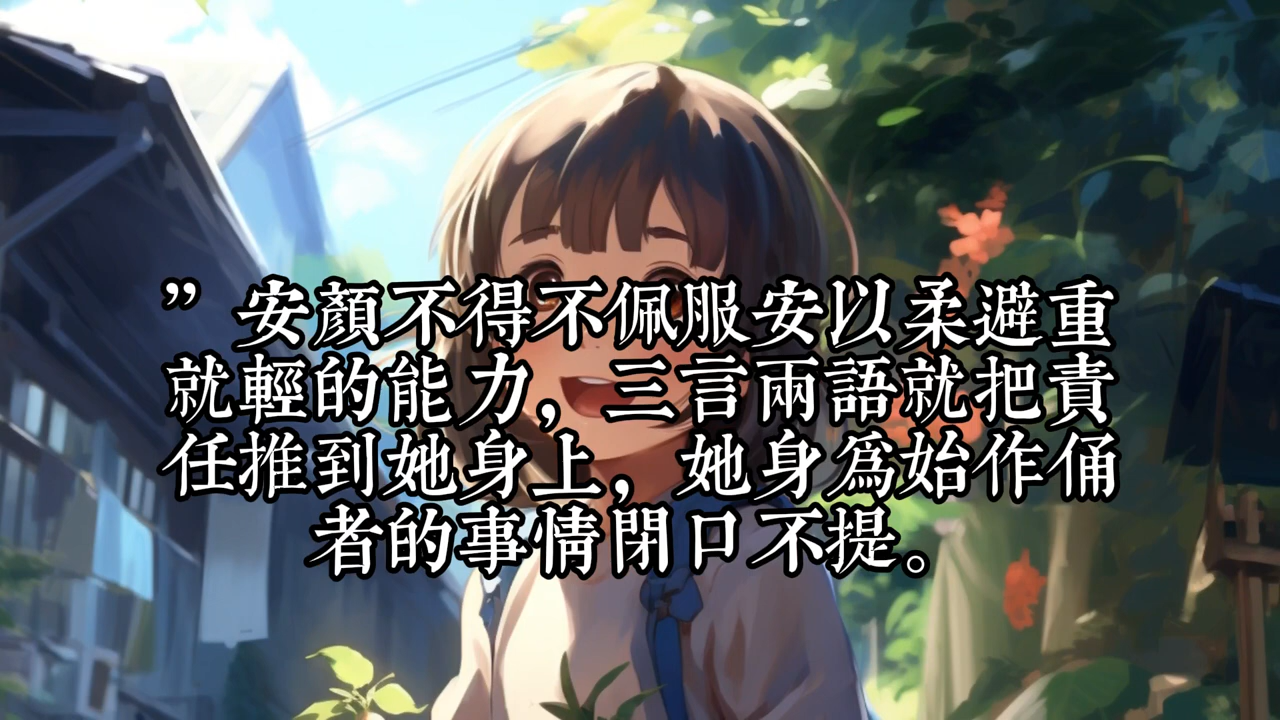 ”安顏不得不佩服安以柔避重
就輕的能力，三言兩語就把責
任推到她身上，她身爲始作俑
者的事情閉口不提。